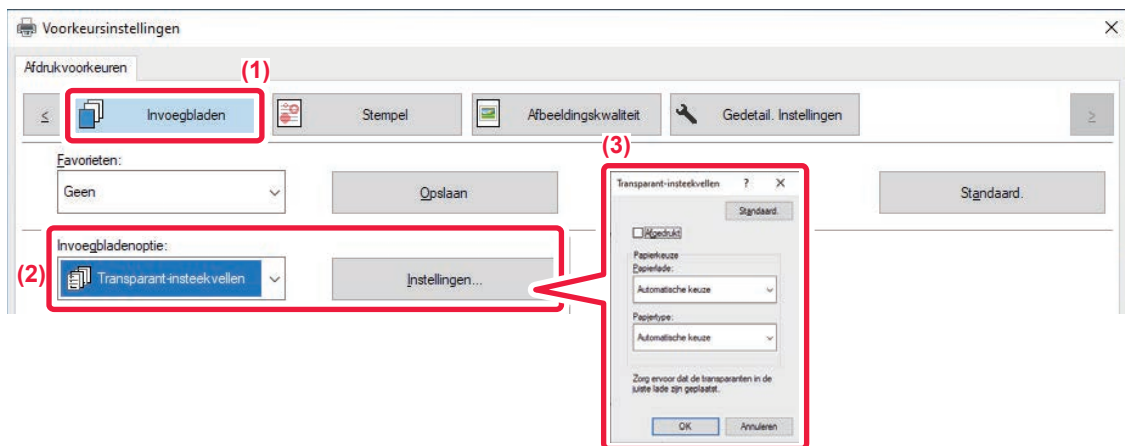 Voorkeursinstellingen
Afdrukvoorkeuren
(1)
< Invoegbladen Stempel Afbeeldingskwaliteit Gedetail. Instellingen >
(3)
Favorieten:
Geen Opslaan Standaard.
(2)
Invoegbladenoptie:
Transparant-insteekvellen Instellingen...
Transparant-insteekvellen ? X
Standaard.
Afgedrukt
Papierkeuze
Papierlade:
Automatische keuze
Papiertype:
Automatische keuze
Zorg ervoor dat de transparanten in de
juiste lade zijn geplaatst.
OK Annuleren